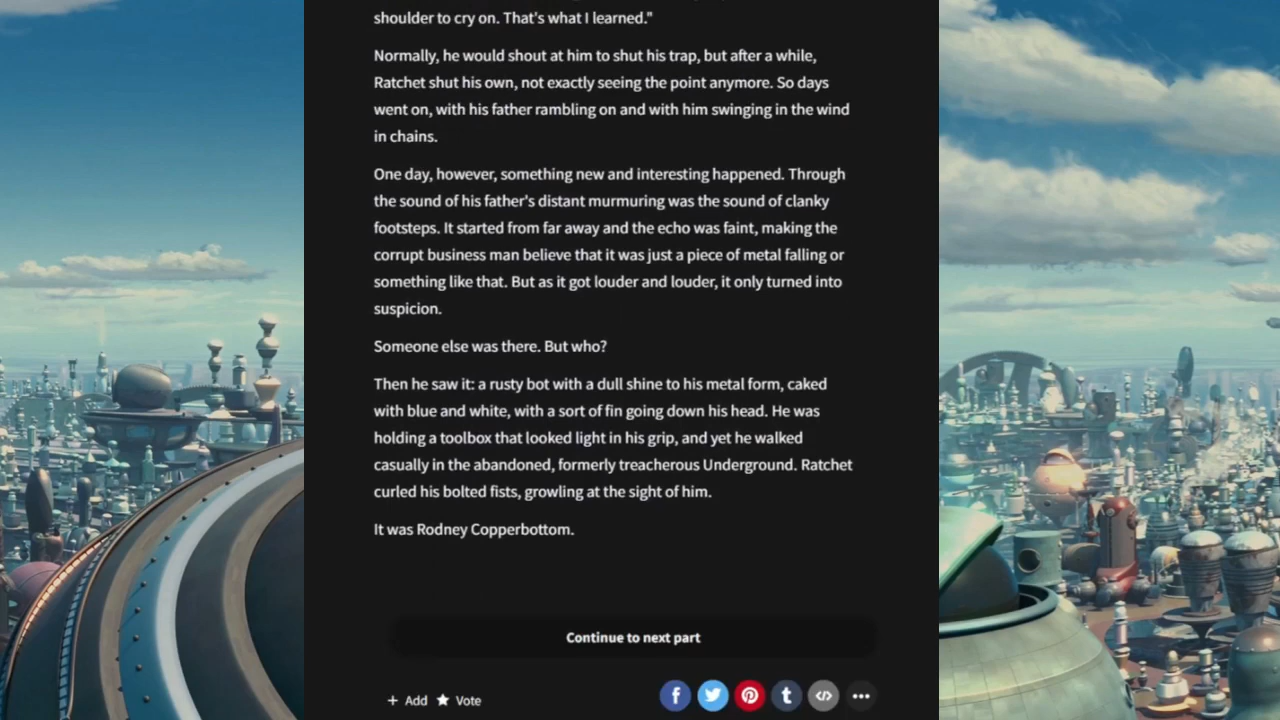 shoulder to cry on. That's what I learned."
Normally, he would shout at him to shut his trap, but after a while,
Ratchet shut his own, not exactly seeing the point anymore. So days
went on, with his father rambling on and with him swinging in the wind
in chains.
One day, however, something new and interesting happened. Through
the sound of his father's distant murmuring was the sound of clanky
footsteps. It started from far away and the echo was faint, making the
corrupt business man believe that it was just a piece of metal falling or
something like that. But as it got louder and louder, it only turned into
suspicion.
Someone else was there. But who?
Then he saw it: a rusty bot with a dull shine to his metal form, caked
with blue and white, with a sort of fin going down his head. He was
holding a toolbox that looked light in his grip, and yet he walked
casually in the abandoned, formerly treacherous Underground. Ratchet
curled his bolted fists, growling at the sight of him.
It was Rodney Copperbottom.
Continue to next part
+ Add ★ Vote